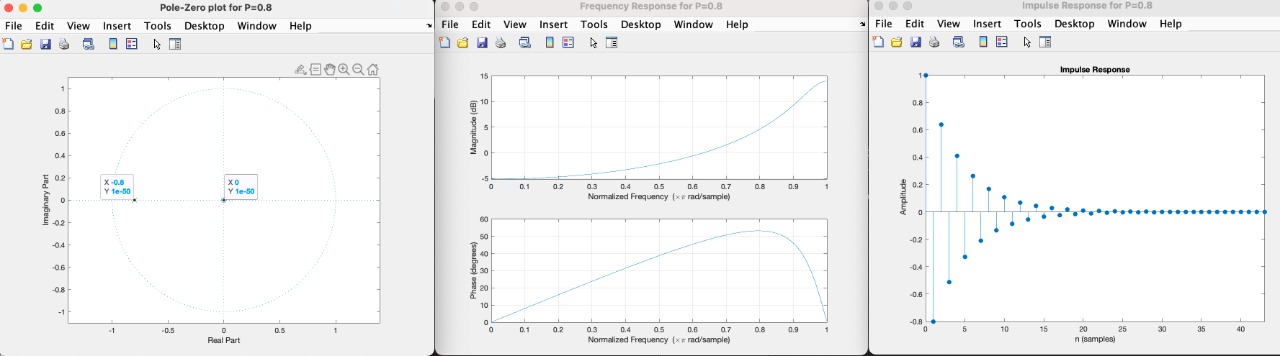 Pole-Zero plot for P=0.8
File Edit View Insert Tools Desktop Window
1
0.8
0.6
0.4
0.2
0
-0.2
-0.4
-0.6
-0.8
-1
Imaginary Part
X -0.8
Y 1e-50
X 0
Y 1e-50
-1 -0.5 0 0.5 1
Real Part
Frequency Response for P=0.8
File Edit View Insert Tools Desktop Window
15
10
5
0
-5
Magnitude (dB)
0 0.1 0.2 0.3 0.4 0.5 0.6 0.7 0.8 0.9 1
Normalized Frequency (×π rad/sample)
60
50
40
30
20
10
0
Phase (degrees)
0 0.1 0.2 0.3 0.4 0.5 0.6 0.7 0.8 0.9 1
Normalized Frequency (×π rad/sample)
Impulse Response for P=0.8
File Edit View Insert Tools Desktop Window
Impulse Response
1
0.8
0.6
0.4
0.2
0
-0.2
-0.4
-0.6
-0.8
Amplitude
0 5 10 15 20 25 30 35 40
n (samples)